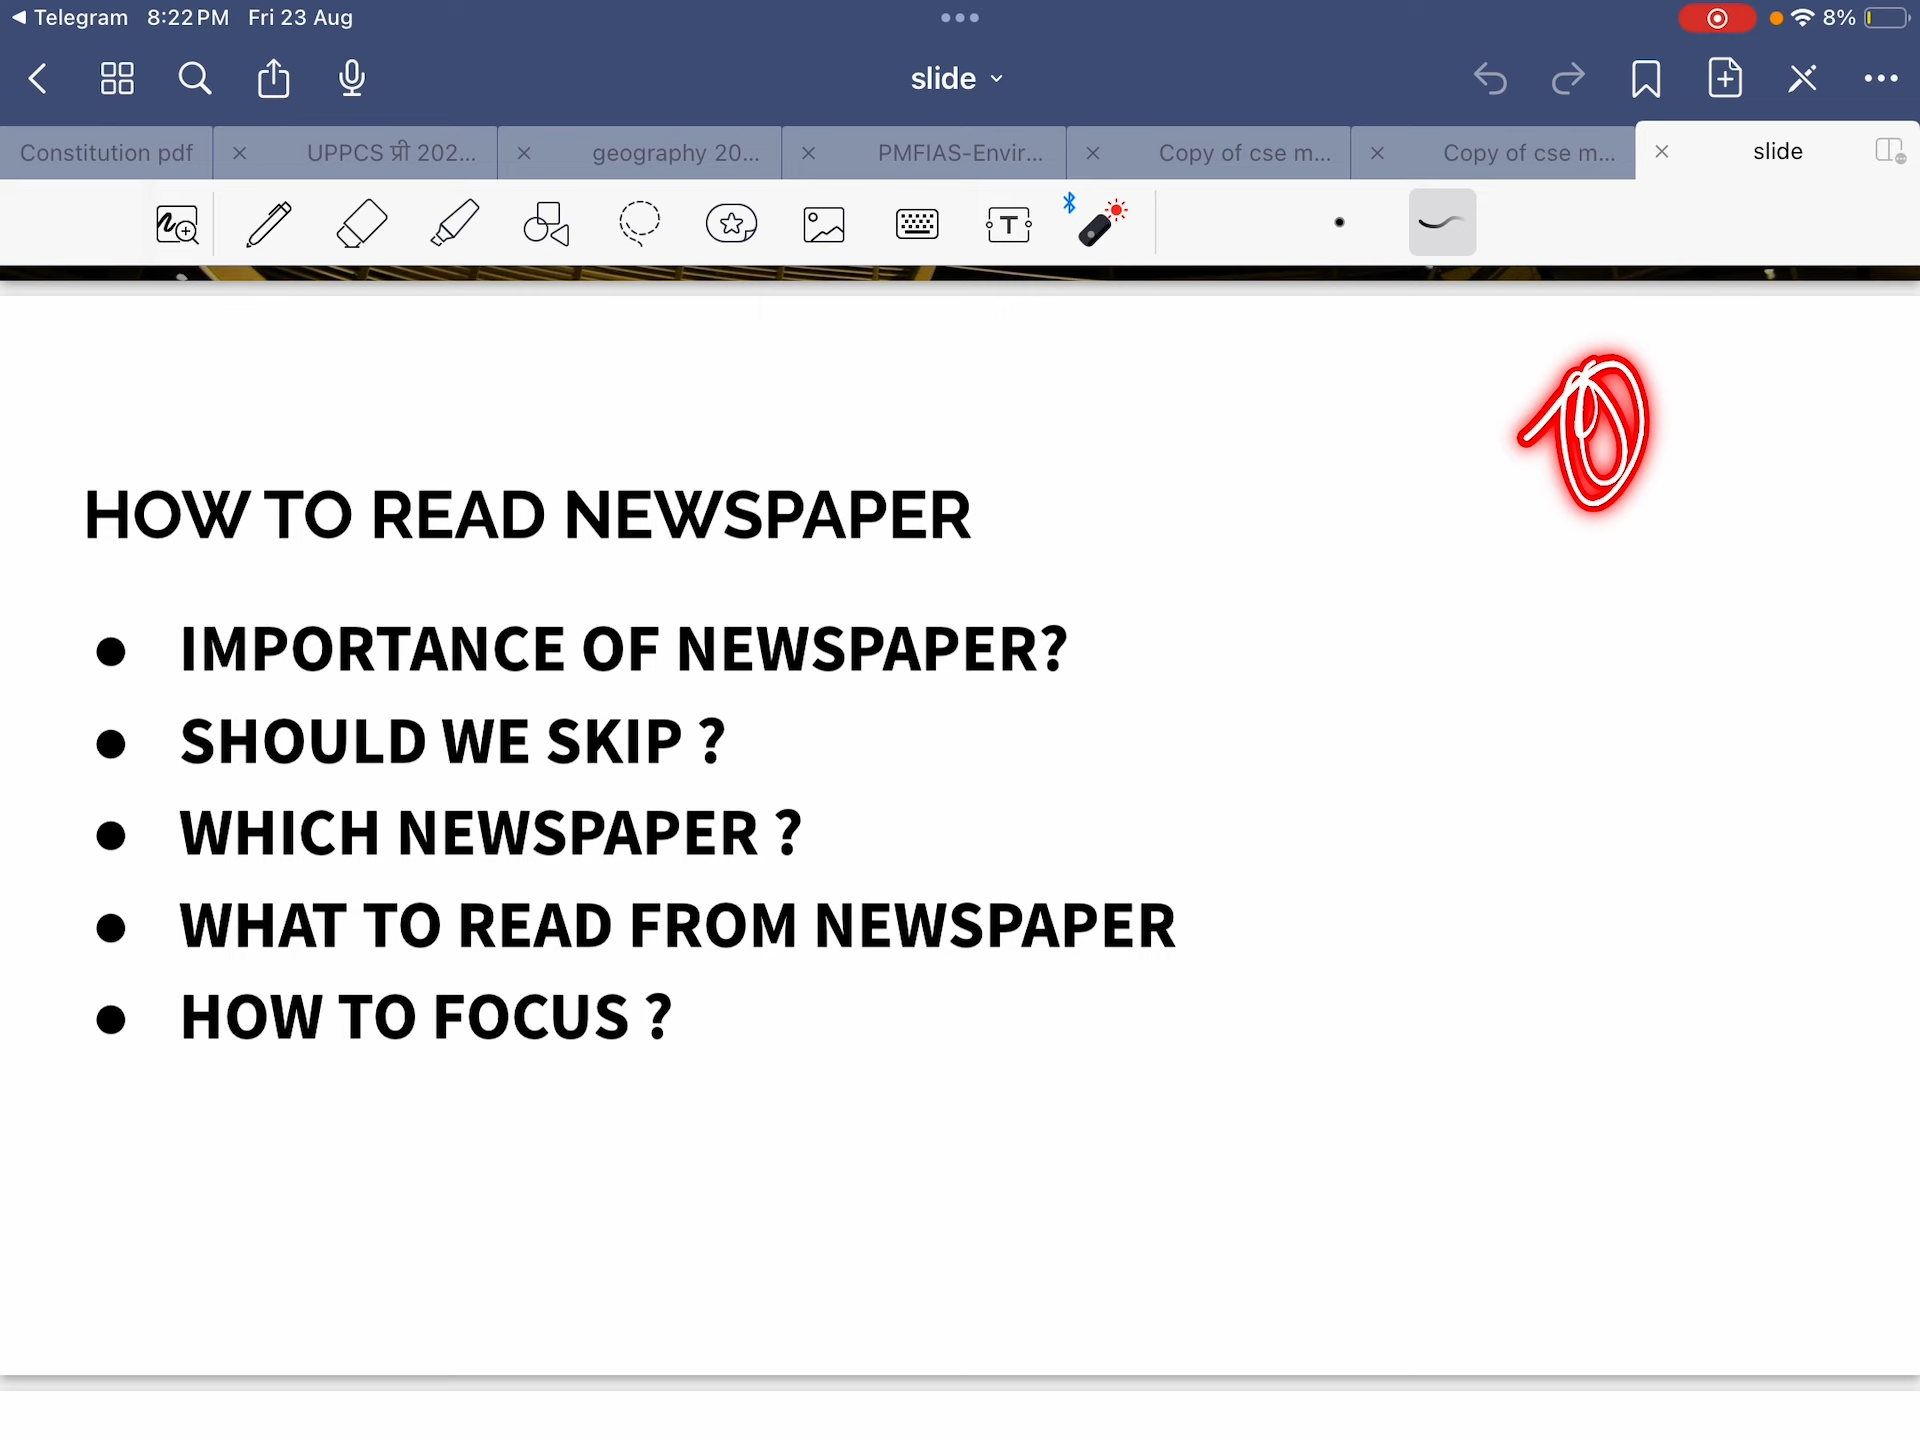 ◀ Telegram 8:22 PM Fri 23 Aug 8%
slide
Constitution pdf UPPCS प्री 202... geography 20... PMFIAS-Envir... Copy of cse m... Copy of cse m... slide
HOW TO READ NEWSPAPER
● IMPORTANCE OF NEWSPAPER?
● SHOULD WE SKIP ?
● WHICH NEWSPAPER ?
● WHAT TO READ FROM NEWSPAPER
● HOW TO FOCUS ?